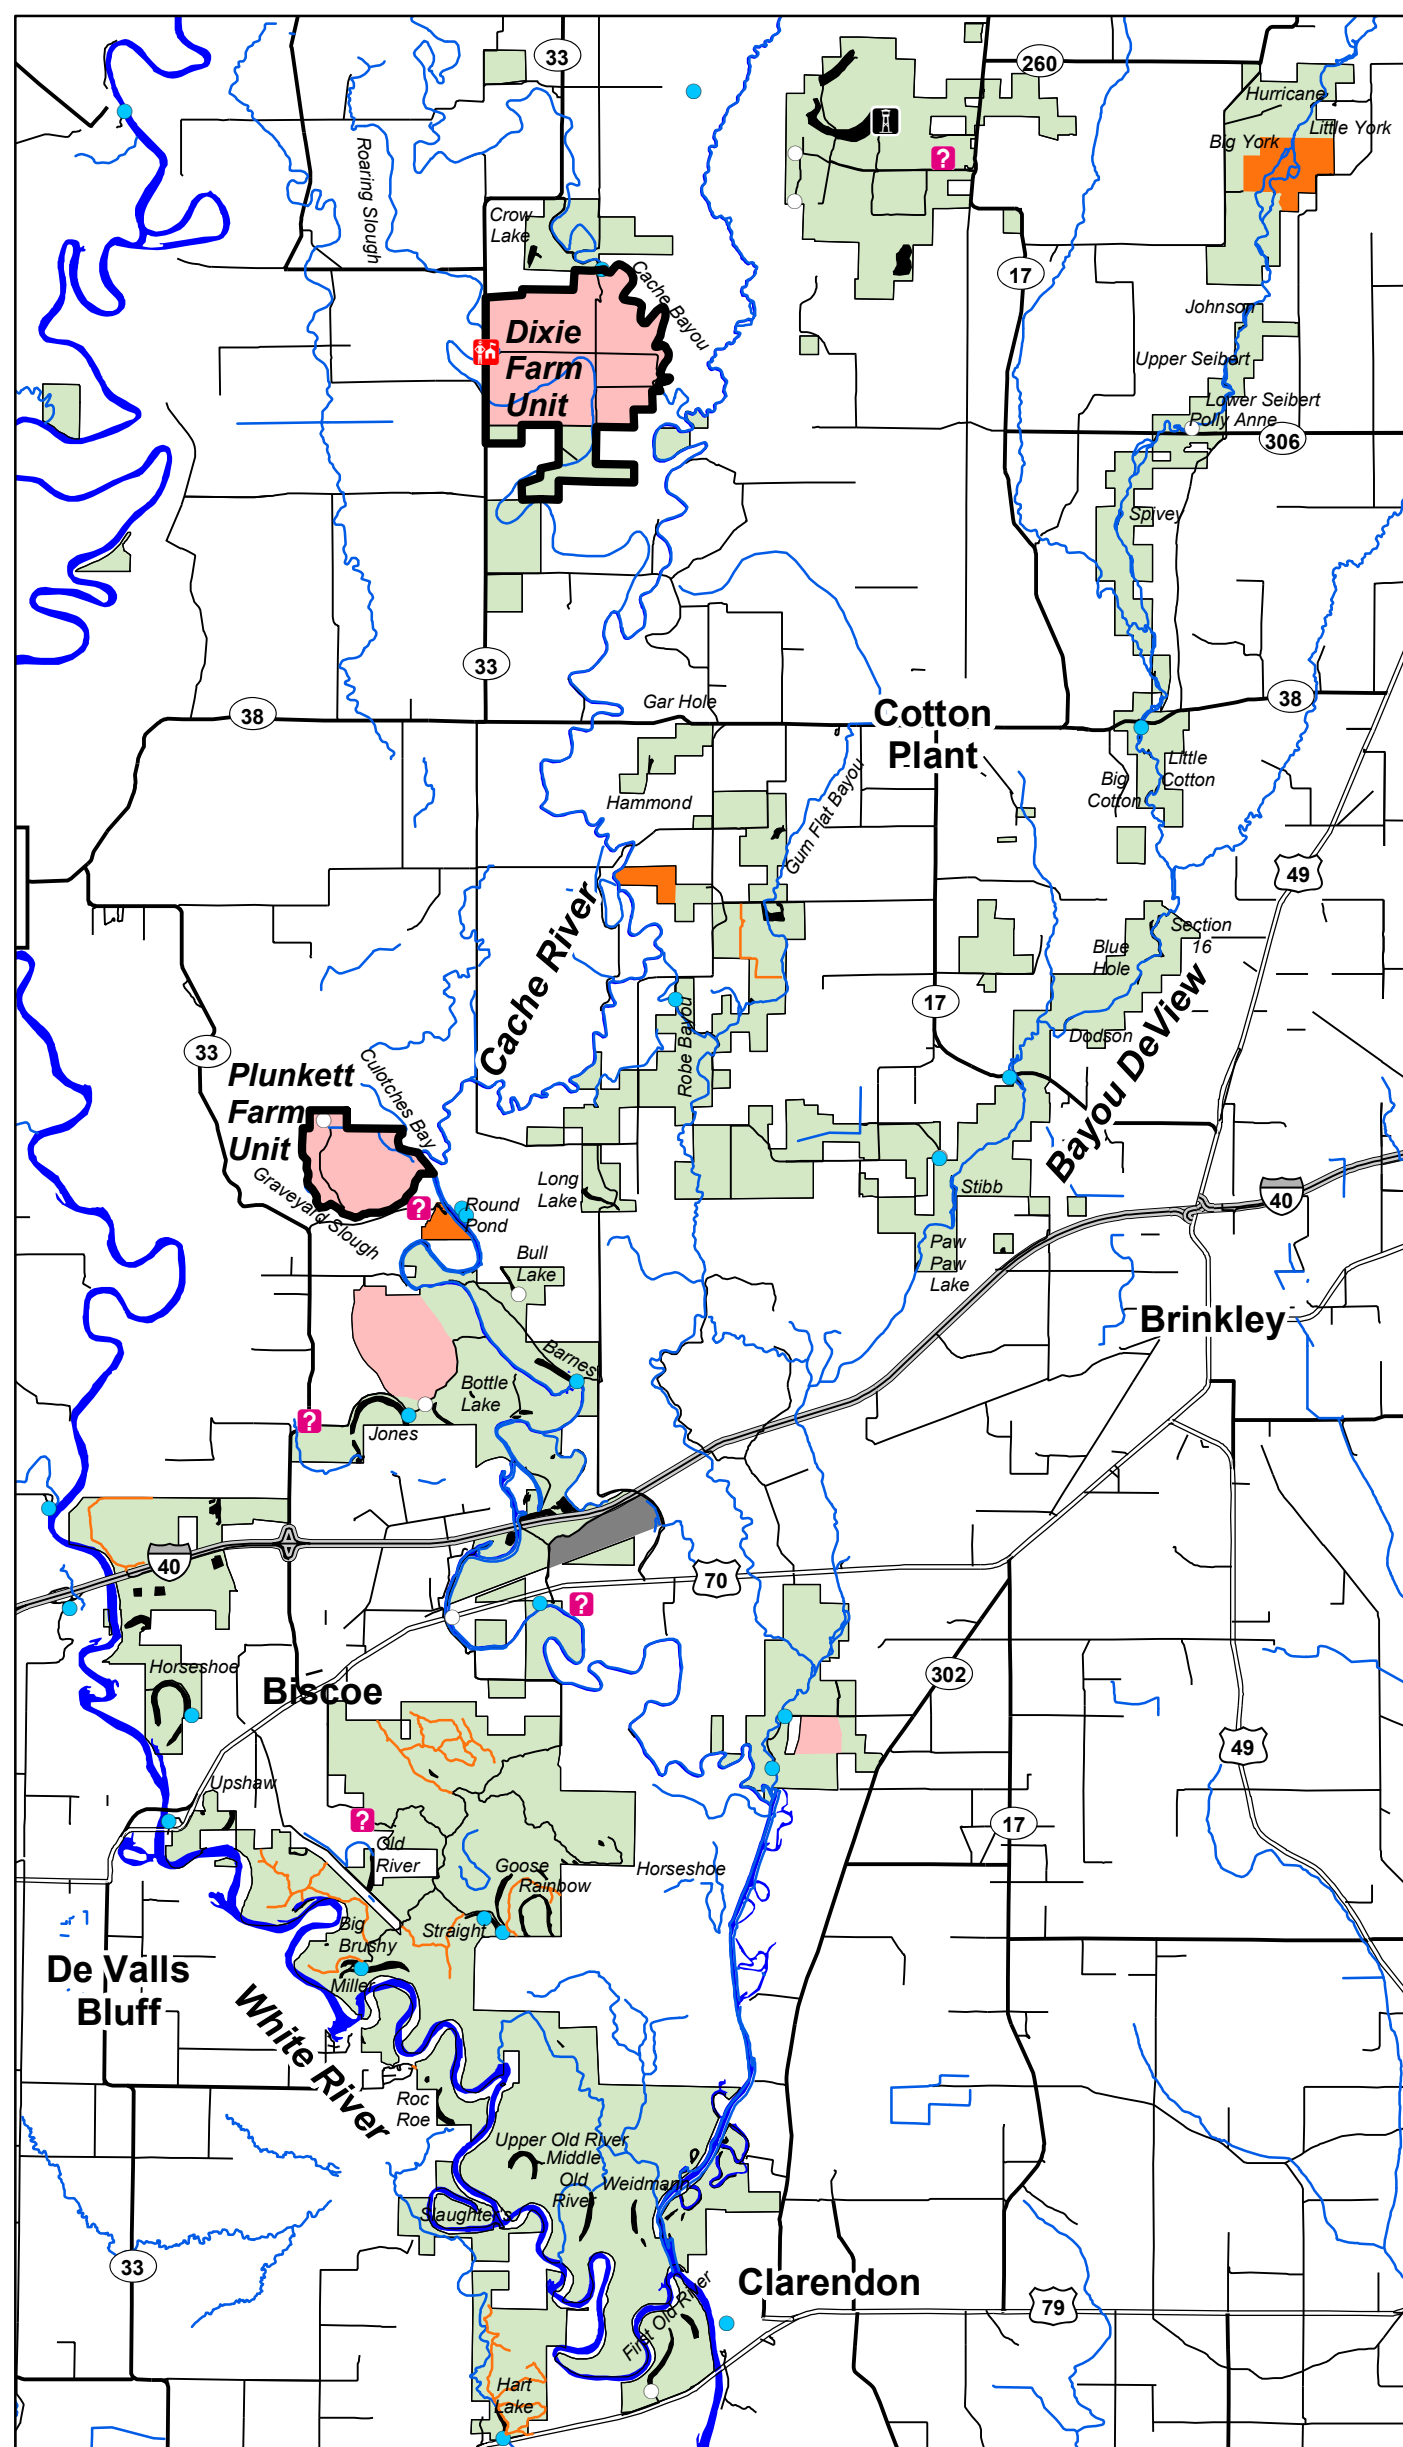 33
260
Hurricane
Little York
Big York
Roaring Slough
?
Crow
Lake
Cache Bayou
17
Dixie
Farm
Unit
Johnson
Upper Seibert
Lower Seibert
Polly Anne
306
Spivey
33
38
Gar Hole
38
Cotton
Plant
Little
Cotton
Big
Cotton
Hammond
Gum Flat Bayou
49
Cache River
Section
16
Blue
Hole
Bayou DeView
17
Robe Bayou
Dodson
33
Culotches Bay
Plunkett
Farm
Unit
Graveyard Slough
Long
Lake
Stibb
40
?
Round
Pond
Bull
Lake
Paw
Paw
Lake
Brinkley
Barnes
Bottle
Lake
?
Jones
40
70
?
Horseshoe
Biscoe
302
49
Upshaw
?
17
Old
River
Goose
Rainbow
Horseshoe
Big
Brushy
Straight
De Valls
Bluff
Miller
White River
Roc
Roe
Upper Old River
Middle
Old
River
Weidmann
Slaughter's
33
Clarendon
79
First Old River
Hart
Lake